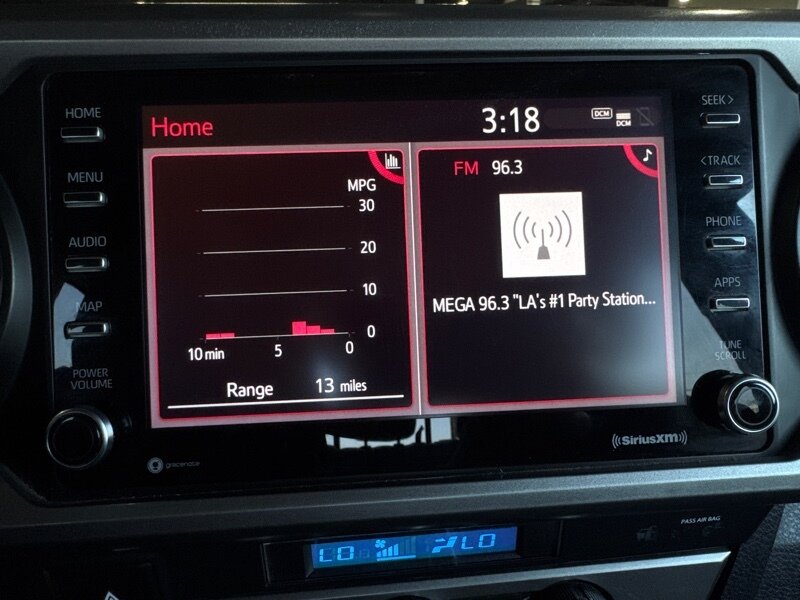 HOME
MENU
AUDIO
MAP
POWER
VOLUME
Home
3:18
DCM
DCM
MPG
30
20
10
0
10 min 5 0
Range 13 miles
FM 96.3
MEGA 96.3 "LA's #1 Party Station...
SEEK >
< TRACK
PHONE
APPS
TUNE
SCROLL
((SiriusXM))
gracenote
PASS AIR BAG
LO LO